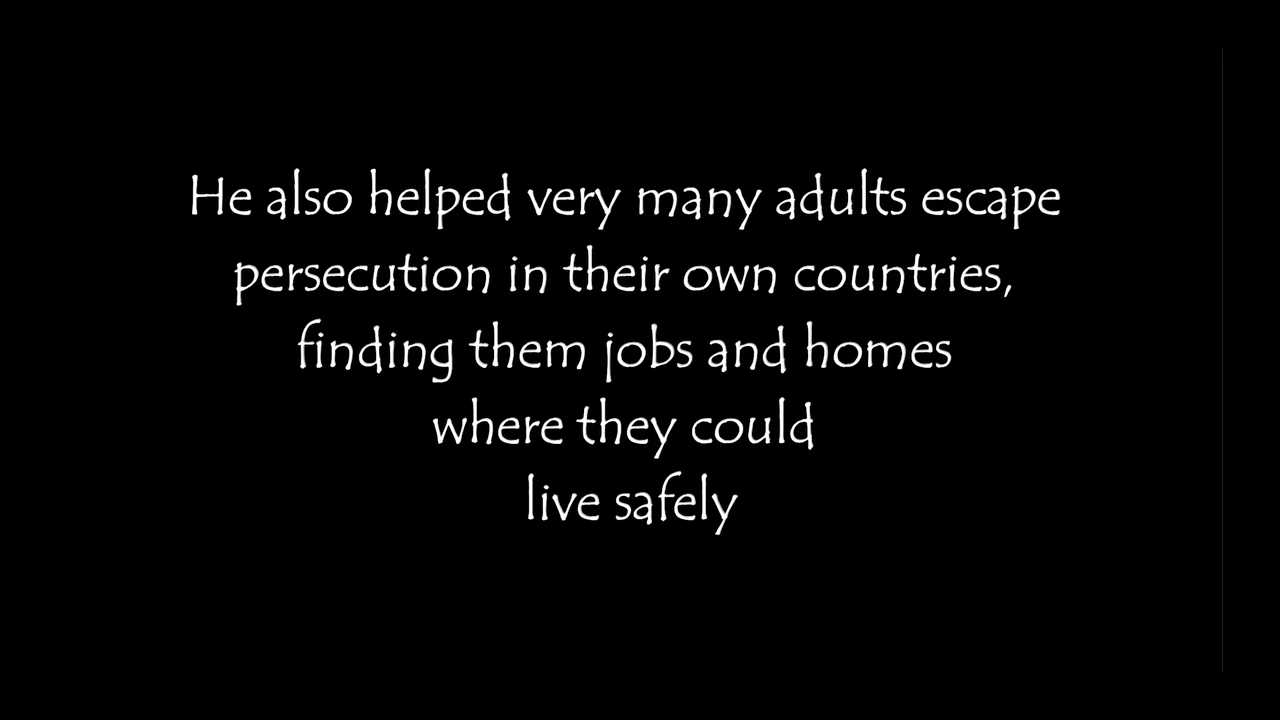 He also helped very many adults escape
persecution in their own countries,
finding them jobs and homes
where they could
live safely